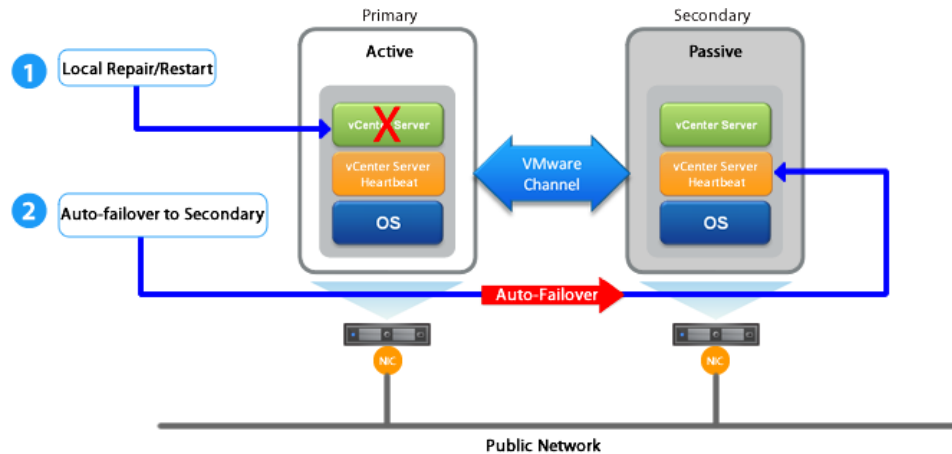 Primary
Secondary
Active
Passive
1
Local Repair/Restart
vCenter Server
X
vCenter Server
Heartbeat
OS
VMware
Channel
vCenter Server
vCenter Server
Heartbeat
OS
2
Auto-failover to Secondary
Auto-Failover
NIC
NIC
Public Network